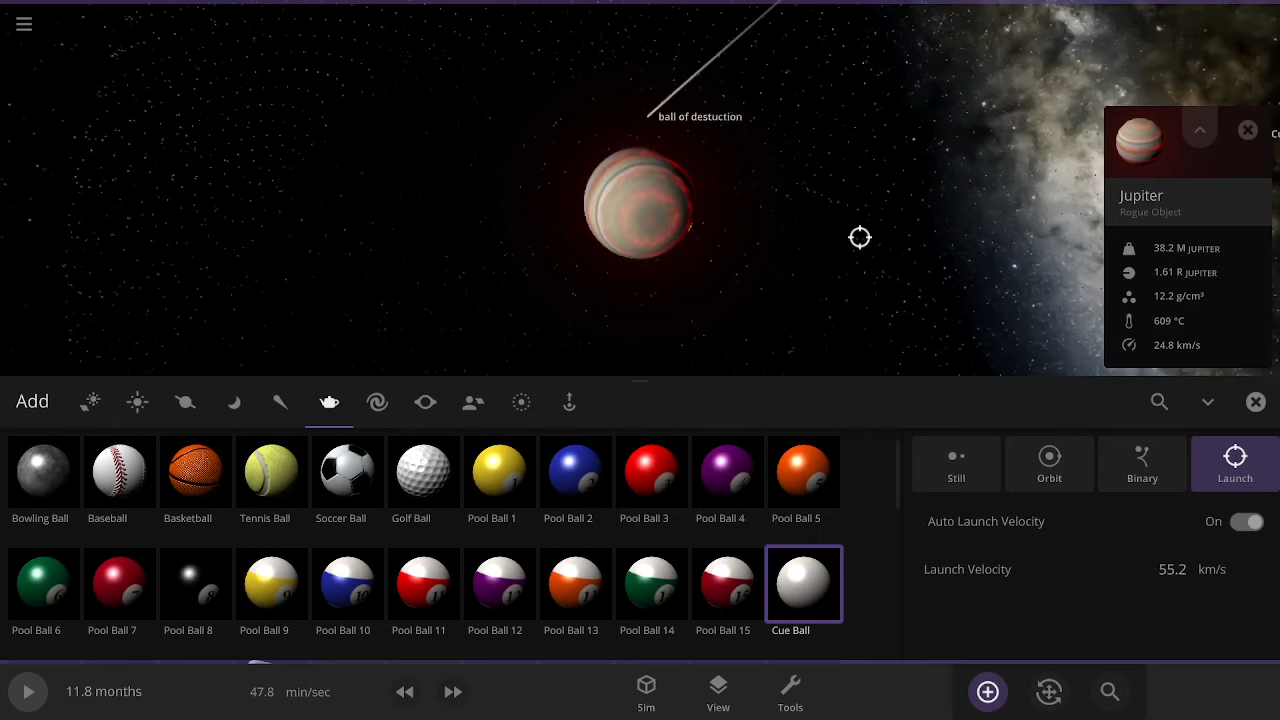 ball of destuction
Jupiter
Rogue Object
38.2 M JUPITER
1.61 R JUPITER
12.2 g/cm³
609 °C
24.8 km/s
Add
Bowling Ball
Baseball
Basketball
Tennis Ball
Soccer Ball
Golf Ball
Pool Ball 1
Pool Ball 2
Pool Ball 3
Pool Ball 4
Pool Ball 5
Pool Ball 6
Pool Ball 7
Pool Ball 8
Pool Ball 9
Pool Ball 10
Pool Ball 11
Pool Ball 12
Pool Ball 13
Pool Ball 14
Pool Ball 15
Cue Ball
Still
Orbit
Binary
Launch
Auto Launch Velocity On
Launch Velocity 55.2 km/s
11.8 months
47.8 min/sec
Sim
View
Tools